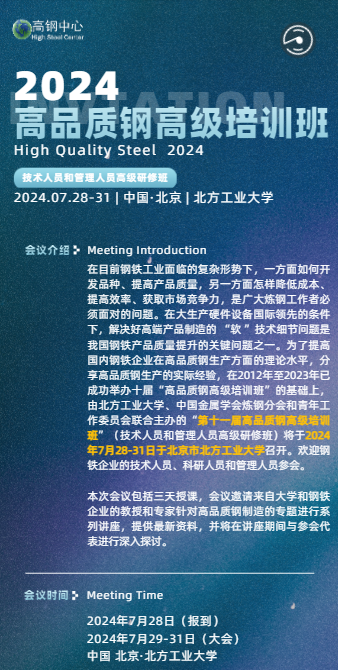 高钢中心
High Steel Center
2024
高品质钢高级培训班
High Quality Steel 2024
技术人员和管理人员高级研修班
2024.07.28-31 | 中国·北京 | 北方工业大学
会议介绍 Meeting Introduction
在目前钢铁工业面临的复杂形势下，一方面如何开
发品种、提高产品质量，另一方面怎样降低成本、
提高效率、获取市场竞争力，是广大炼钢工作者必
须面对的问题。在大生产硬件设备国际领先的条件
下，解决好高端产品制造的“软”技术细节问题是
我国钢铁产品质量提升的关键问题之一。为了提高
国内钢铁企业在高品质钢生产方面的理论水平，分
享高品质钢生产的实际经验，在2012年至2023年已
成功举办十届“高品质钢高级培训班”的基础上，
由北方工业大学、中国金属学会炼钢分会和青年工
作委员会联合主办的“第十一届高品质钢高级培训
班”（技术人员和管理人员高级研修班）将于2024
年7月28-31日于北京市北方工业大学召开。欢迎钢
铁企业的技术人员、科研人员和管理人员参会。
本次会议包括三天授课，会议邀请来自大学和钢铁
企业的教授和专家针对高品质钢制造的专题进行系
列讲座，提供最新资料，并将在讲座期间与参会代
表进行深入探讨。
会议时间 Meeting Time
2024年7月28日（报到）
2024年7月29-31日（大会）
中国 北京·北方工业大学